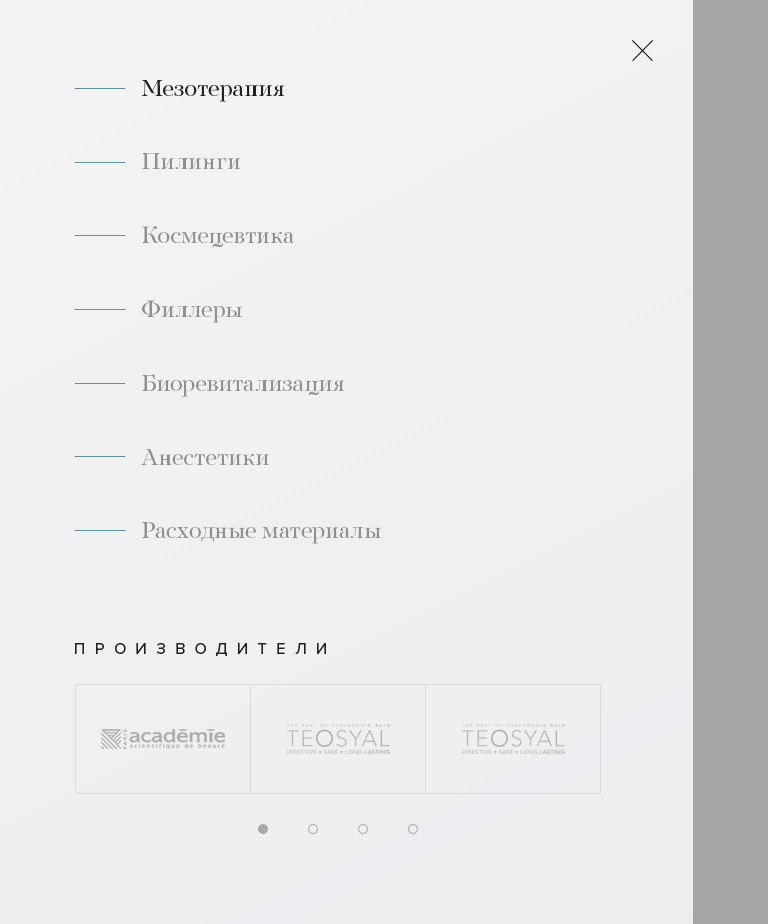 Мезотерапия
Пилинги
Космецевтика
Филлеры
Биоревитализация
Анестетики
Расходные материалы
ПРОИЗВОДИТЕЛИ
acadēmīe
scientifique de beauté
THE BEST OF HYALURONIC ACID
TEOSYAL
EFFECTIVE • SAFE • LONG-LASTING
THE BEST OF HYALURONIC ACID
TEOSYAL
EFFECTIVE • SAFE • LONG-LASTING